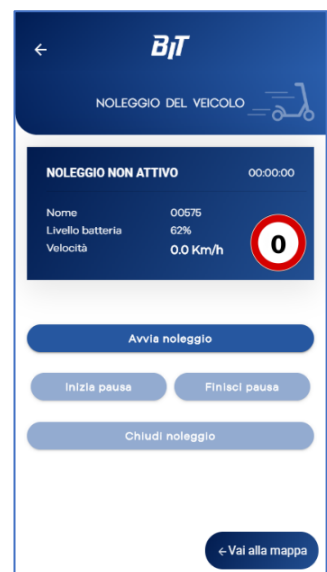 BiT
NOLEGGIO DEL VEICOLO
NOLEGGIO NON ATTIVO 00:00:00
Nome 00575
Livello batteria 62%
Velocità 0.0 Km/h
0
Avvia noleggio
Inizia pausa Finisci pausa
Chiudi noleggio
←Vai alla mappa